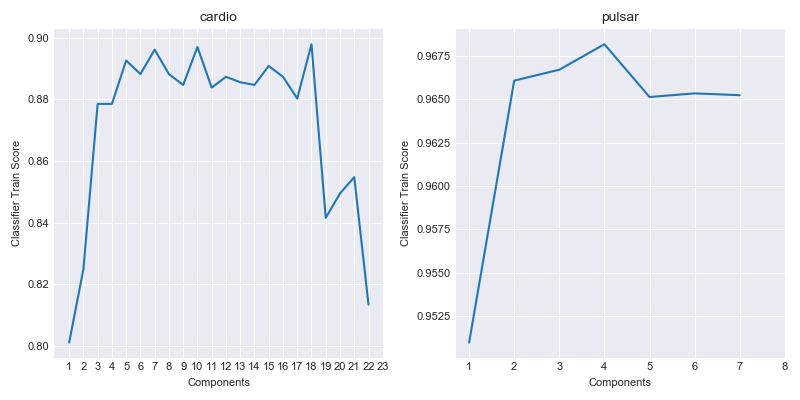 cardio
0.90
0.88
0.86
0.84
0.82
0.80
Classifier Train Score
1 2 3 4 5 6 7 8 9 10 11 12 13 14 15 16 17 18 19 20 21 22 23
Components
pulsar
0.9675
0.9650
0.9625
0.9600
0.9575
0.9550
0.9525
Classifier Train Score
1 2 3 4 5 6 7 8
Components